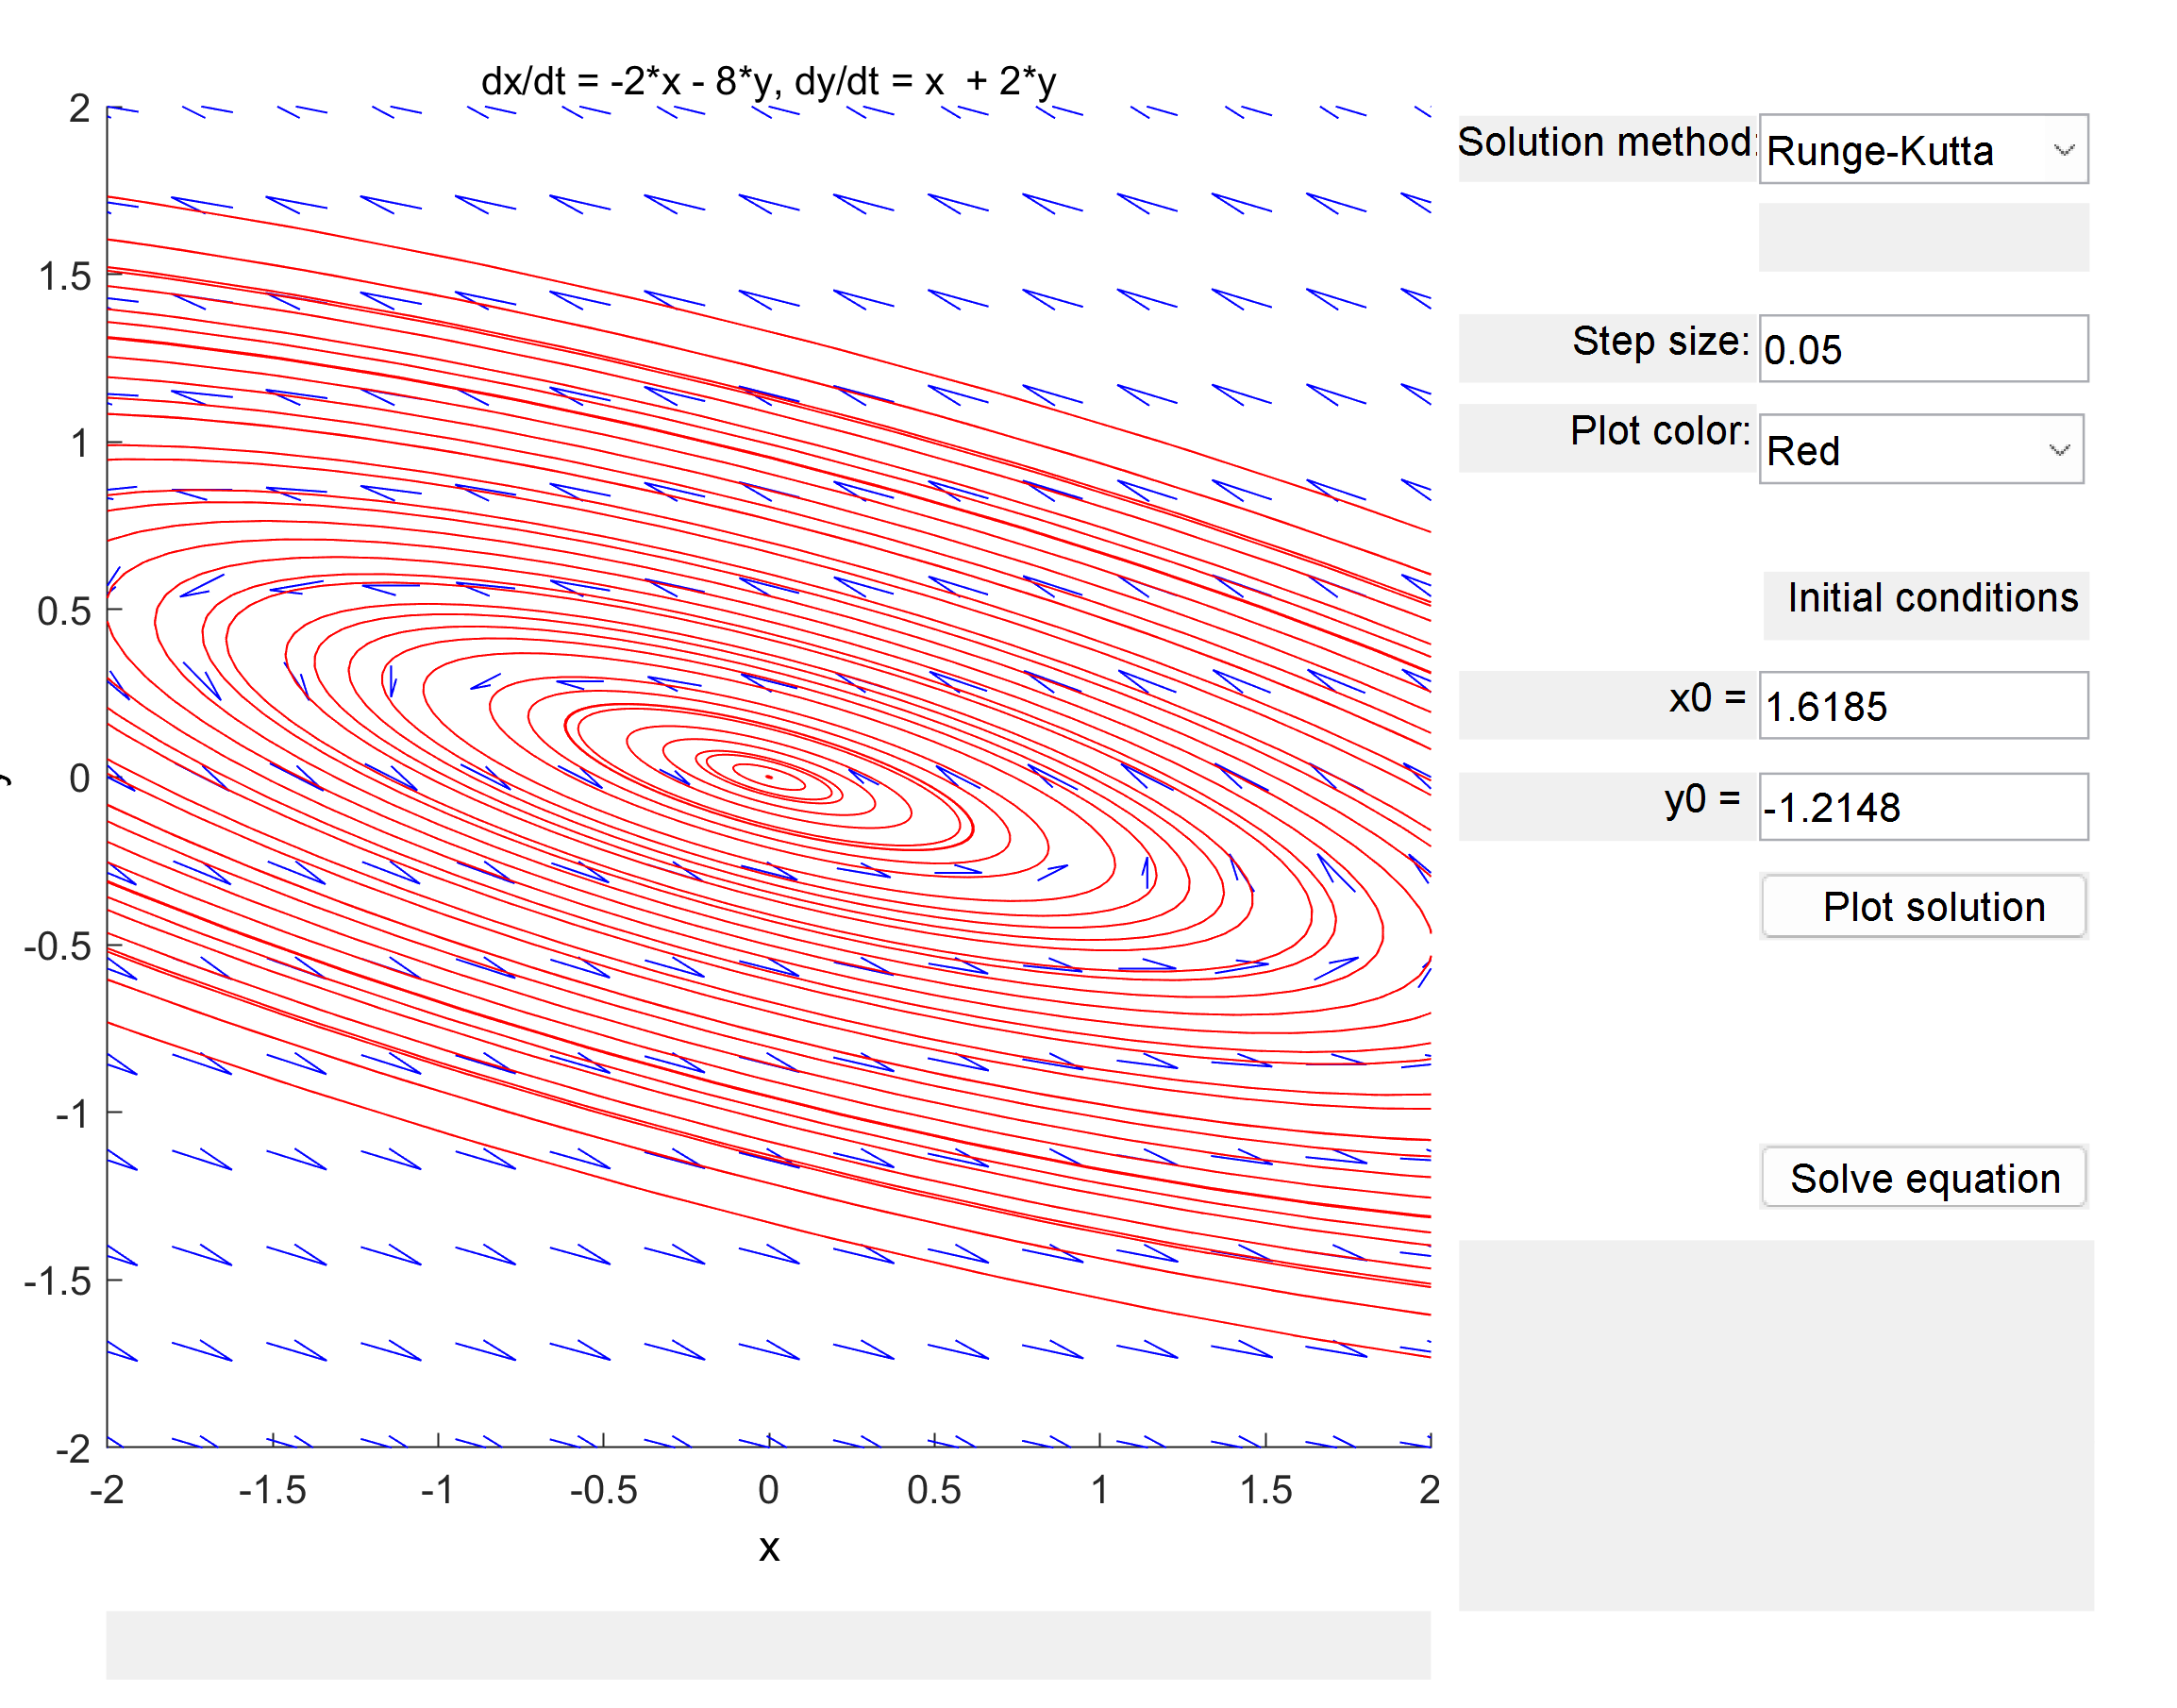 dx/dt = -2*x - 8*y, dy/dt = x  + 2*y
2
1.5
1
0.5
0
-0.5
-1
-1.5
-2
-2 -1.5 -1 -0.5 0 0.5 1 1.5 2
x
Solution method: Runge-Kutta
Step size: 0.05
Plot color: Red
Initial conditions
x0 = 1.6185
y0 = -1.2148
Plot solution
Solve equation